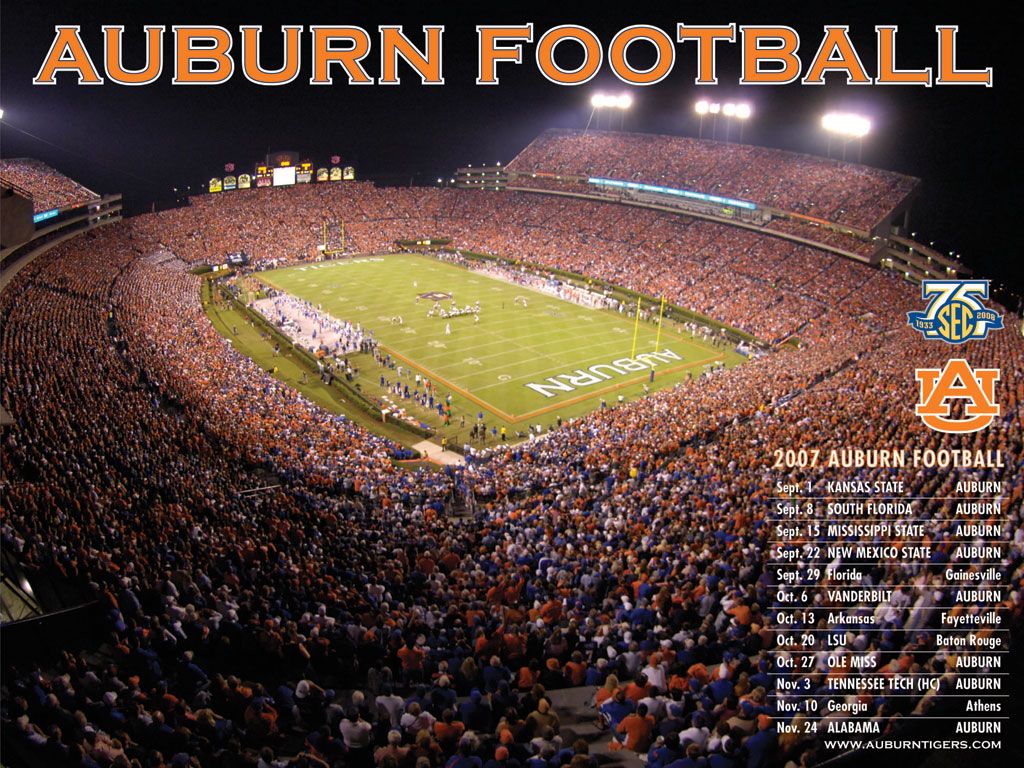 AUBURN FOOTBALL
TIGERS
AUBURN
75
1933 SEC 2008
AU
2007 AUBURN FOOTBALL
Sept. 1 KANSAS STATE AUBURN
Sept. 8 SOUTH FLORIDA AUBURN
Sept. 15 MISSISSIPPI STATE AUBURN
Sept. 22 NEW MEXICO STATE AUBURN
Sept. 29 Florida Gainesville
Oct. 6 VANDERBILT AUBURN
Oct. 13 Arkansas Fayetteville
Oct. 20 LSU Baton Rouge
Oct. 27 OLE MISS AUBURN
Nov. 3 TENNESSEE TECH (HC) AUBURN
Nov. 10 Georgia Athens
Nov. 24 ALABAMA AUBURN
WWW.AUBURNTIGERS.COM